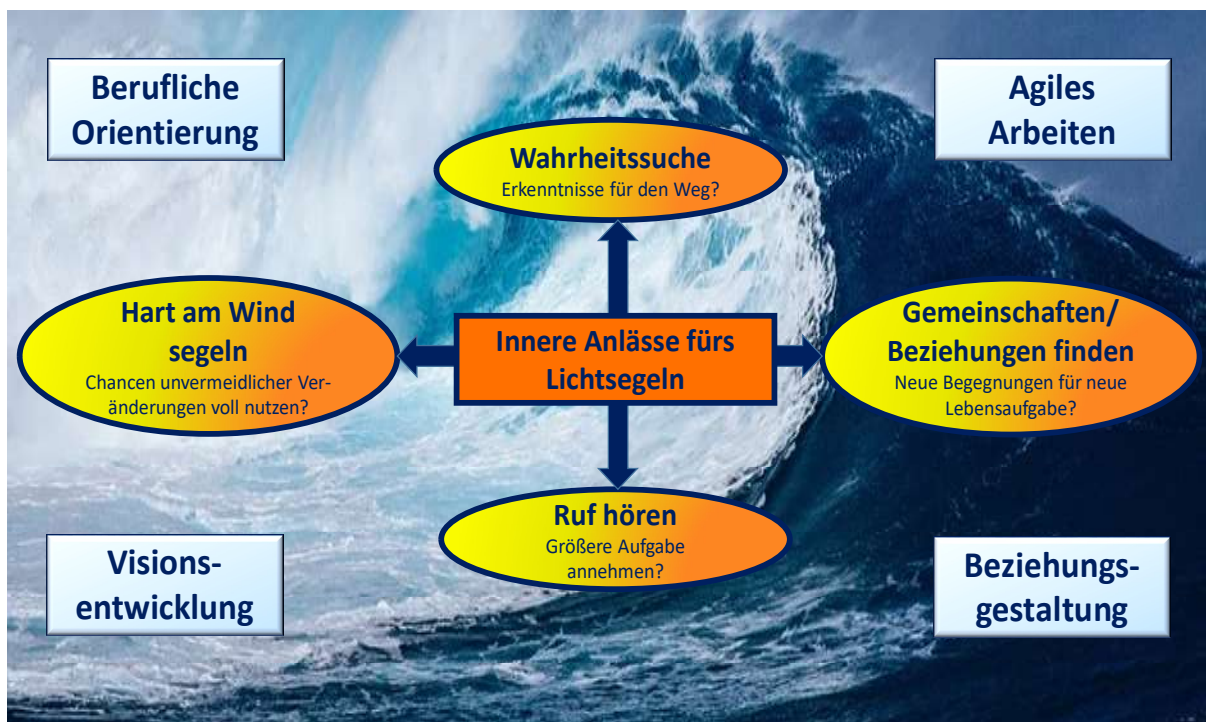 Berufliche
Orientierung
Agiles
Arbeiten
Wahrheitssuche
Erkenntnisse für den Weg?
Hart am Wind
segeln
Chancen unvermeidlicher Ver-
änderungen voll nutzen?
Innere Anlässe fürs
Lichtsegeln
Gemeinschaften/
Beziehungen finden
Neue Begegnungen für neue
Lebensaufgabe?
Ruf hören
Größere Aufgabe
annehmen?
Visions-
entwicklung
Beziehungs-
gestaltung